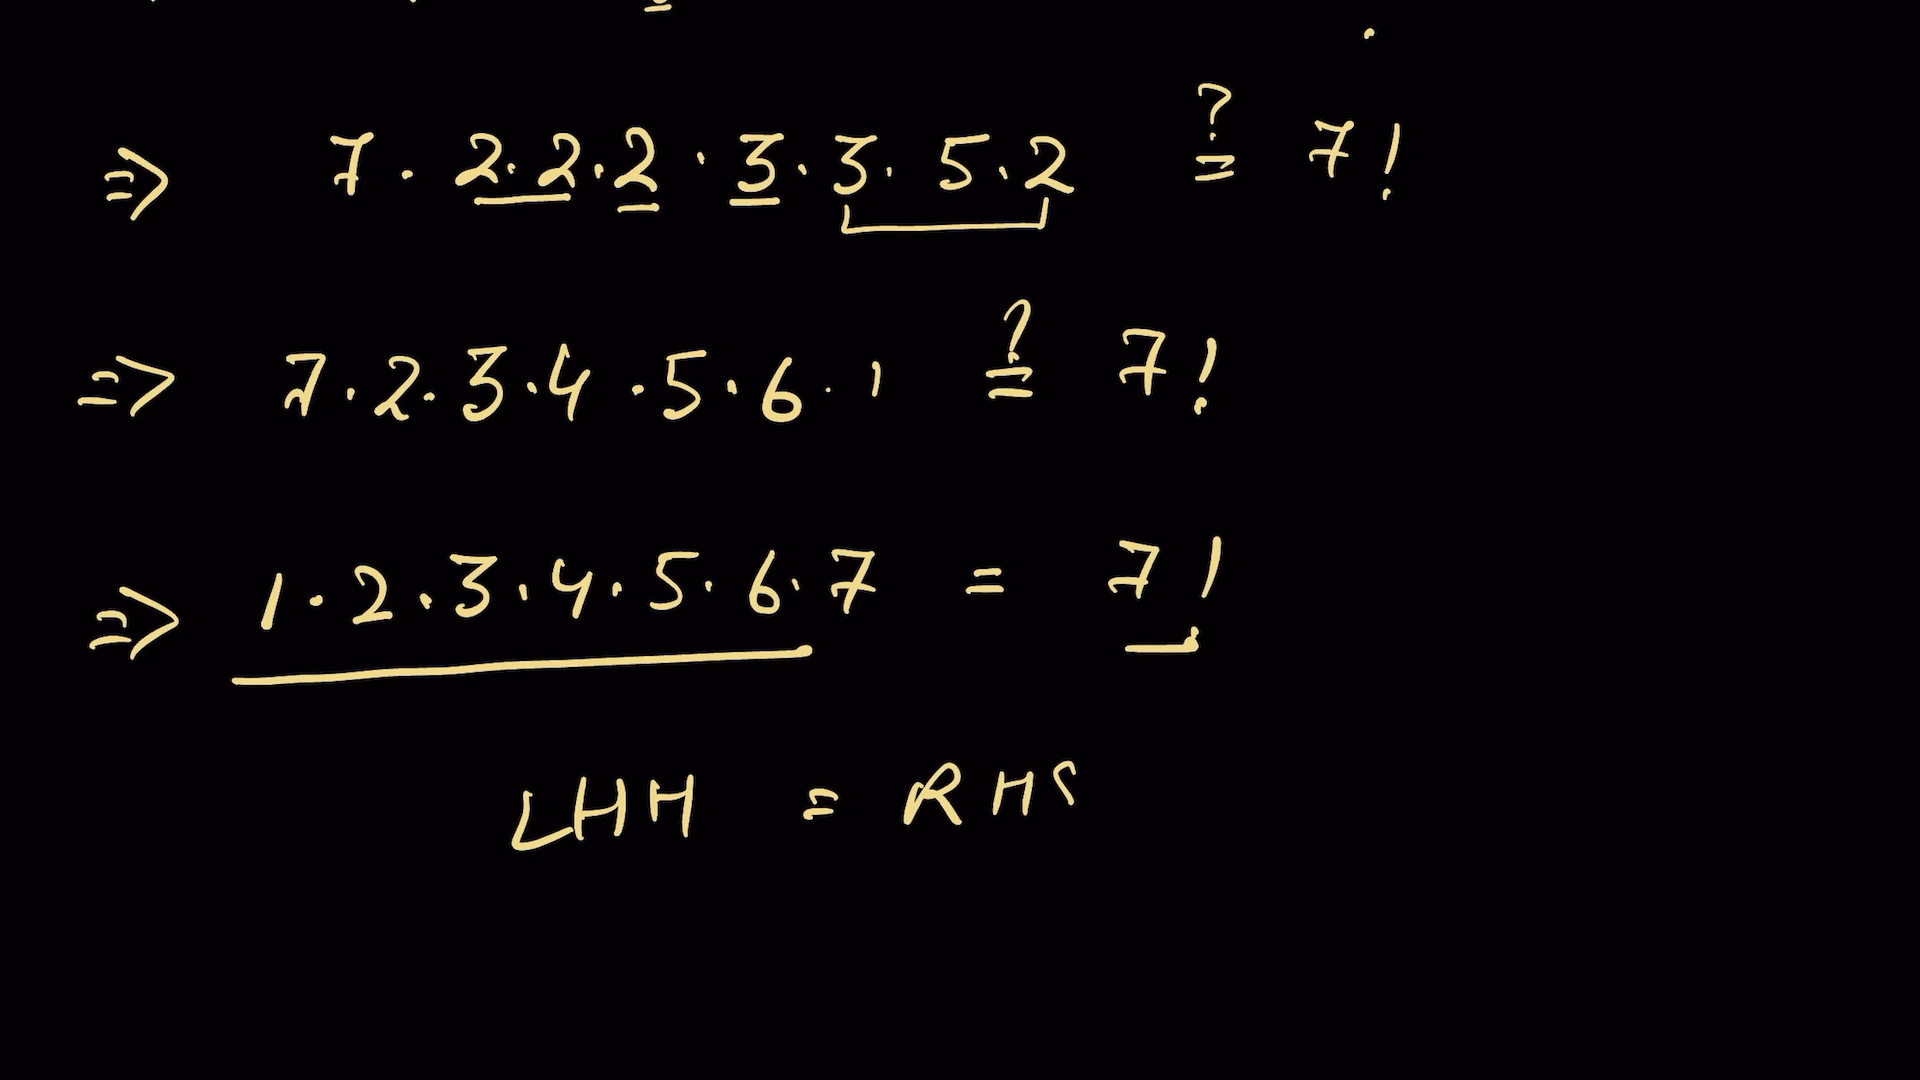 ⇒ 7 · 2 · 2 · 2 · 3 · 3 · 5 · 2 ≟ 7!
⇒ 7 · 2 · 3 · 4 · 5 · 6 · 1 ≟ 7!
⇒ 1 · 2 · 3 · 4 · 5 · 6 · 7 = 7!
LHH = RHS